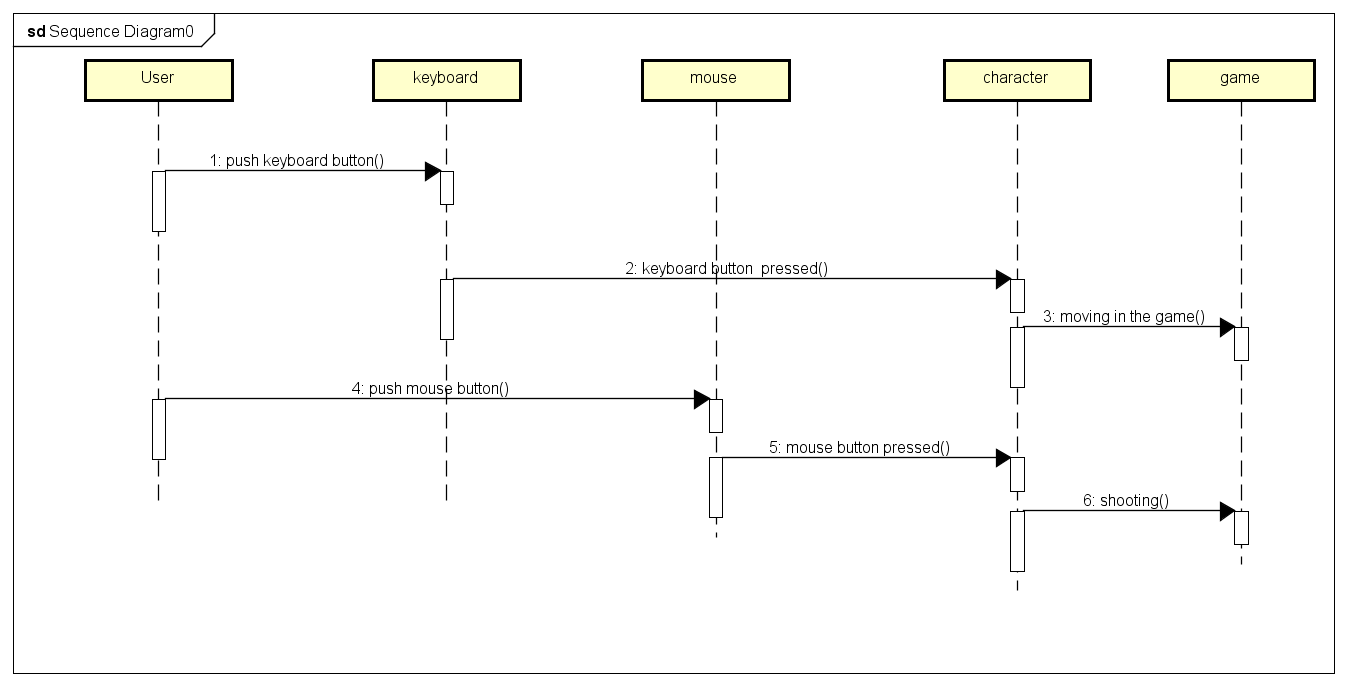 sd Sequence Diagram0
User
keyboard
mouse
character
game
1: push keyboard button()
2: keyboard button  pressed()
3: moving in the game()
4: push mouse button()
5: mouse button pressed()
6: shooting()